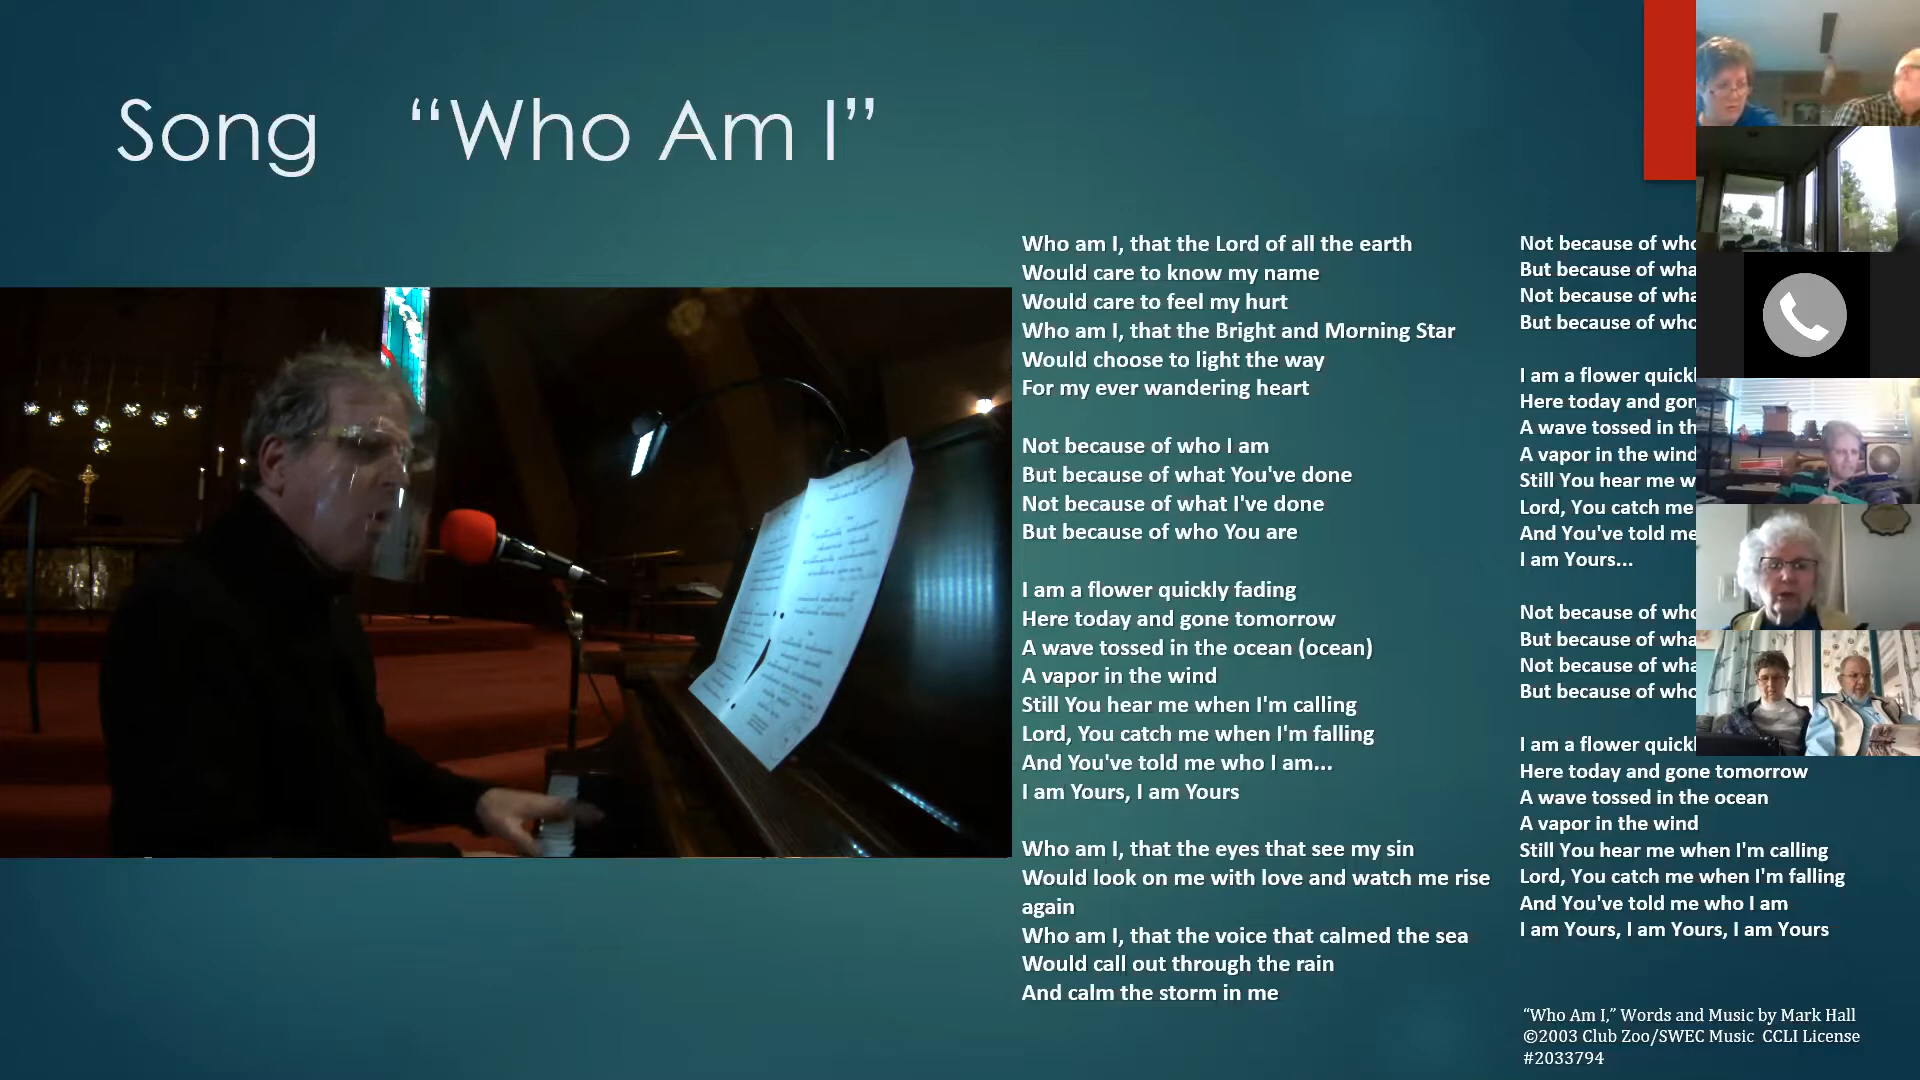 Song “Who Am I”
Who am I, that the Lord of all the earth
Would care to know my name
Would care to feel my hurt
Who am I, that the Bright and Morning Star
Would choose to light the way
For my ever wandering heart
Not because of who I am
But because of what You've done
Not because of what I've done
But because of who You are
I am a flower quickly fading
Here today and gone tomorrow
A wave tossed in the ocean (ocean)
A vapor in the wind
Still You hear me when I'm calling
Lord, You catch me when I'm falling
And You've told me who I am...
I am Yours, I am Yours
Who am I, that the eyes that see my sin
Would look on me with love and watch me rise
again
Who am I, that the voice that calmed the sea
Would call out through the rain
And calm the storm in me
Not because of
But because of
Not because of
But because of
I am a flower
Here today and
A wave tossed in
A vapor in the wind
Still You hear me
Lord, You catch me
And You've told me
I am Yours...
Not because of
But because of
Not because of
But because of
I am a flower
Here today and gone tomorrow
A wave tossed in the ocean
A vapor in the wind
Still You hear me when I'm calling
Lord, You catch me when I'm falling
And You've told me who I am
I am Yours, I am Yours, I am Yours
“Who Am I,” Words and Music by Mark Hall
©2003 Club Zoo/SWEC Music CCLI License
#2033794